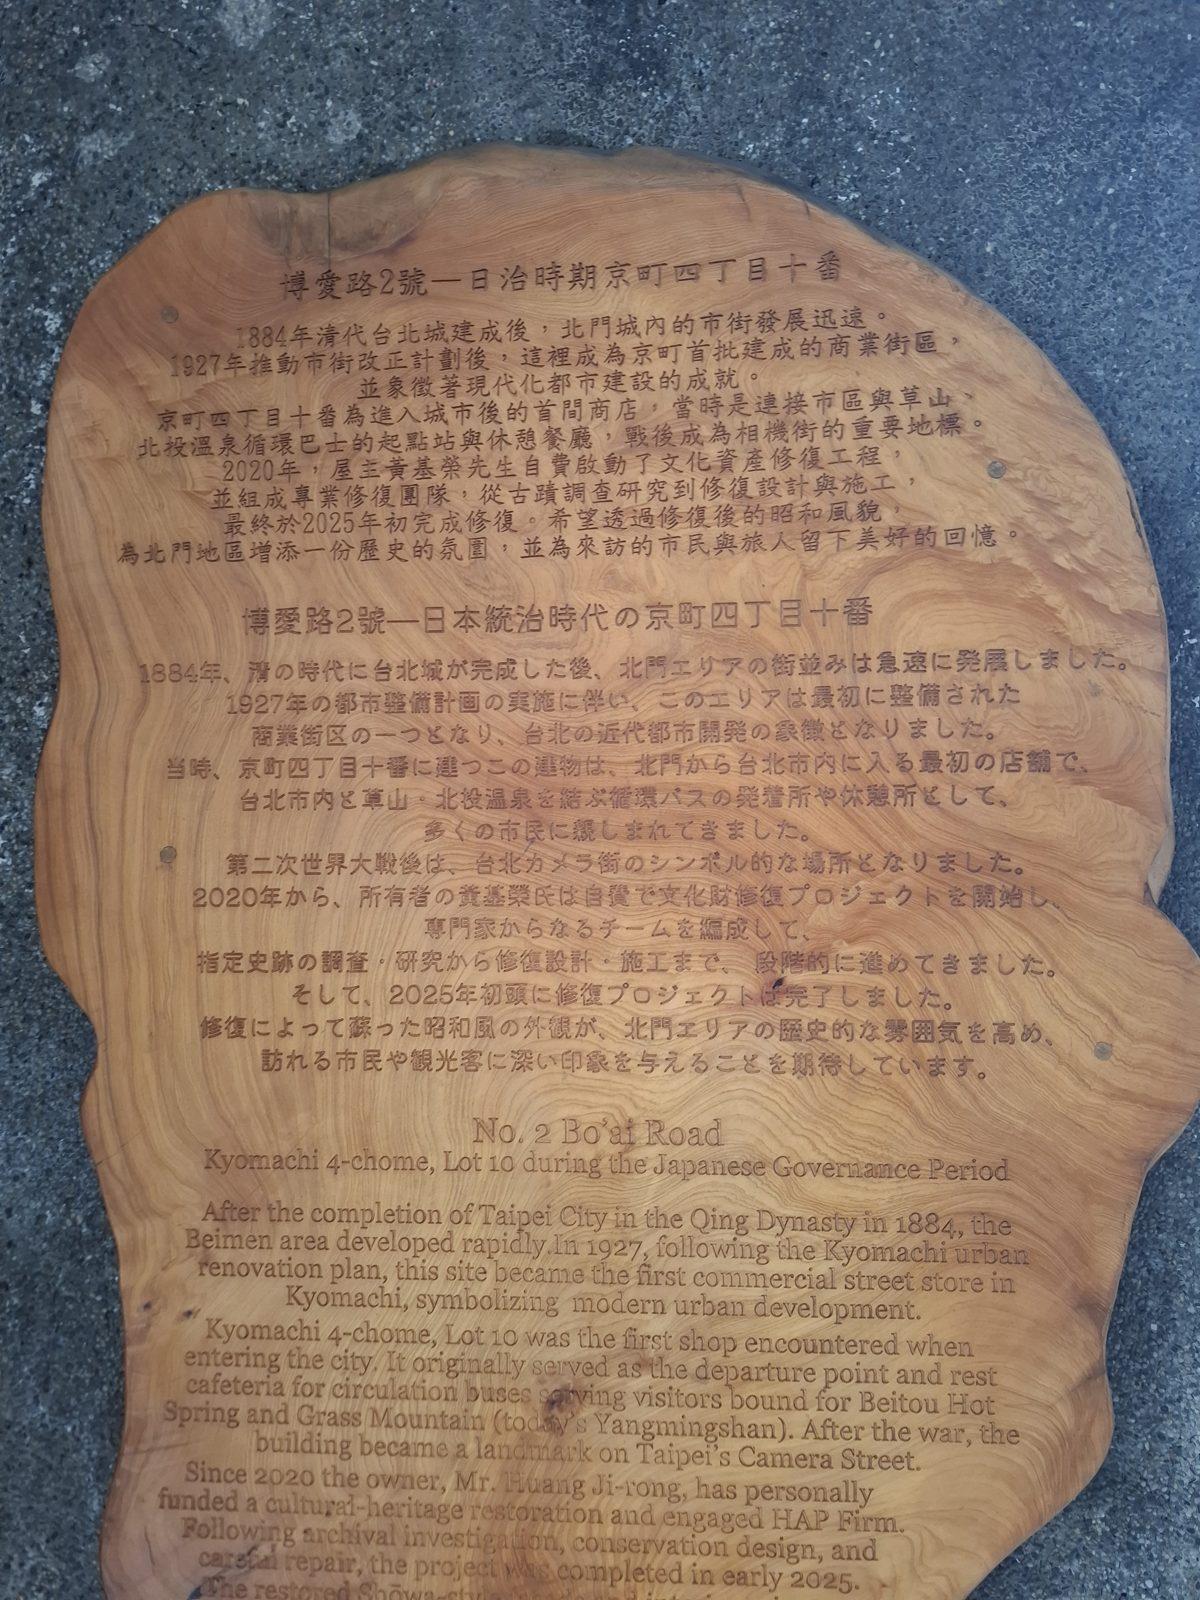 博愛路2號—日治時期京町四丁目十番
1884年清代台北城建成後，北門城內的市街發展迅速。
1927年推動市街改正計劃後，這裡成為京町首批建成的商業街區，
並象徵著現代化都市建設的成就。
京町四丁目十番為進入城市後的首間商店，當時是連接市區與草山、
北投溫泉循環巴士的起點站與休憩餐廳，戰後成為相機街的重要地標。
2020年，屋主黃基榮先生自費啟動了文化資產修復工程，
並組成專業修復團隊，從古蹟調查研究到修復設計與施工，
最終於2025年初完成修復。希望透過修復後的昭和風貌，
為北門地區增添一份歷史的氛圍，並為來訪的市民與旅人留下美好的回憶。
博愛路2號—日本統治時代の京町四丁目十番
1884年、清の時代に台北城が完成した後、北門エリアの街並みは急速に発展しました。
1927年の都市整備計画の実施に伴い、このエリアは最初に整備された
商業街区の一つとなり、台北の近代都市開発の象徴となりました。
当時、京町四丁目十番に建つこの建物は、北門から台北市内に入る最初の店舗で、
台北市内と草山・北投温泉を結ぶ循環バスの発着所や休憩所として、
多くの市民に親しまれてきました。
第二次世界大戦後は、台北カメラ街のシンボル的な場所となりました。
2020年から、所有者の黄基榮氏は自費で文化財修復プロジェクトを開始し、
専門家からなるチームを編成して、
指定史跡の調査・研究から修復設計・施工まで、段階的に進めてきました。
そして、2025年初頭に修復プロジェクトは完了しました。
修復によって蘇った昭和風の外観が、北門エリアの歴史的な雰囲気を高め、
訪れる市民や観光客に深い印象を与えることを期待しています。
No. 2 Bo'ai Road
Kyomachi 4-chome, Lot 10 during the Japanese Governance Period
After the completion of Taipei City in the Qing Dynasty in 1884, the
Beimen area developed rapidly.In 1927, following the Kyomachi urban
renovation plan, this site became the first commercial street store in
Kyomachi, symbolizing modern urban development.
Kyomachi 4-chome, Lot 10 was the first shop encountered when
entering the city. It originally served as the departure point and rest
cafeteria for circulation buses serving visitors bound for Beitou Hot
Spring and Grass Mountain (today's Yangmingshan). After the war, the
building became a landmark on Taipei's Camera Street.
Since 2020 the owner, Mr. Huang Ji-rong, has personally
funded a cultural-heritage restoration and engaged HAP Firm.
Following archival investigation, conservation design, and
careful repair, the project was completed in early 2025.
The restored Shōwa-style